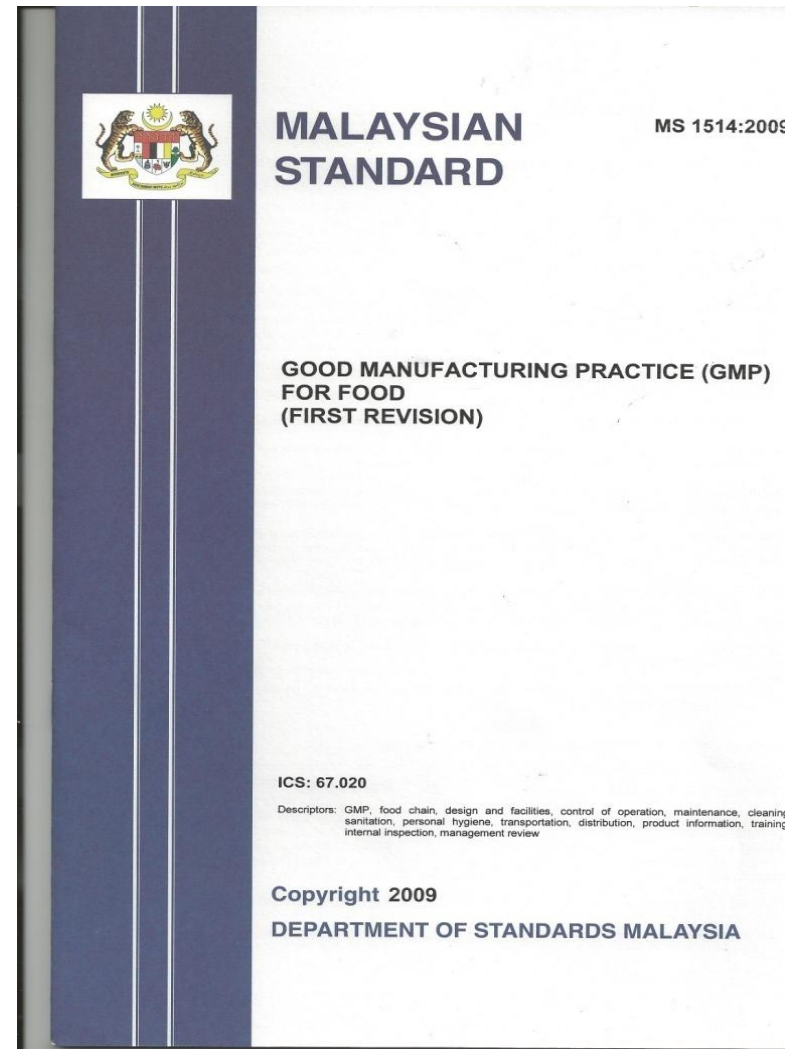 MALAYSIAN
STANDARD
MS 1514:2009
GOOD MANUFACTURING PRACTICE (GMP)
FOR FOOD
(FIRST REVISION)
ICS: 67.020
Descriptors: GMP, food chain, design and facilities, control of operation, maintenance, cleaning
sanitation, personal hygiene, transportation, distribution, product information, training
internal inspection, management review
Copyright 2009
DEPARTMENT OF STANDARDS MALAYSIA